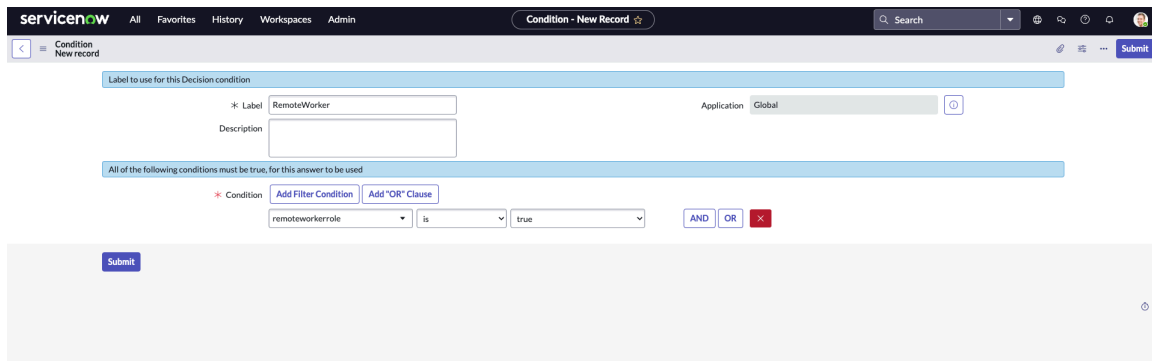 servicenow All Favorites History Workspaces Admin Condition - New Record Search
Condition
New record
Submit
Label to use for this Decision condition
* Label RemoteWorker Application Global
Description
All of the following conditions must be true, for this answer to be used
* Condition Add Filter Condition Add "OR" Clause
remoteworkerrole is true AND OR
Submit